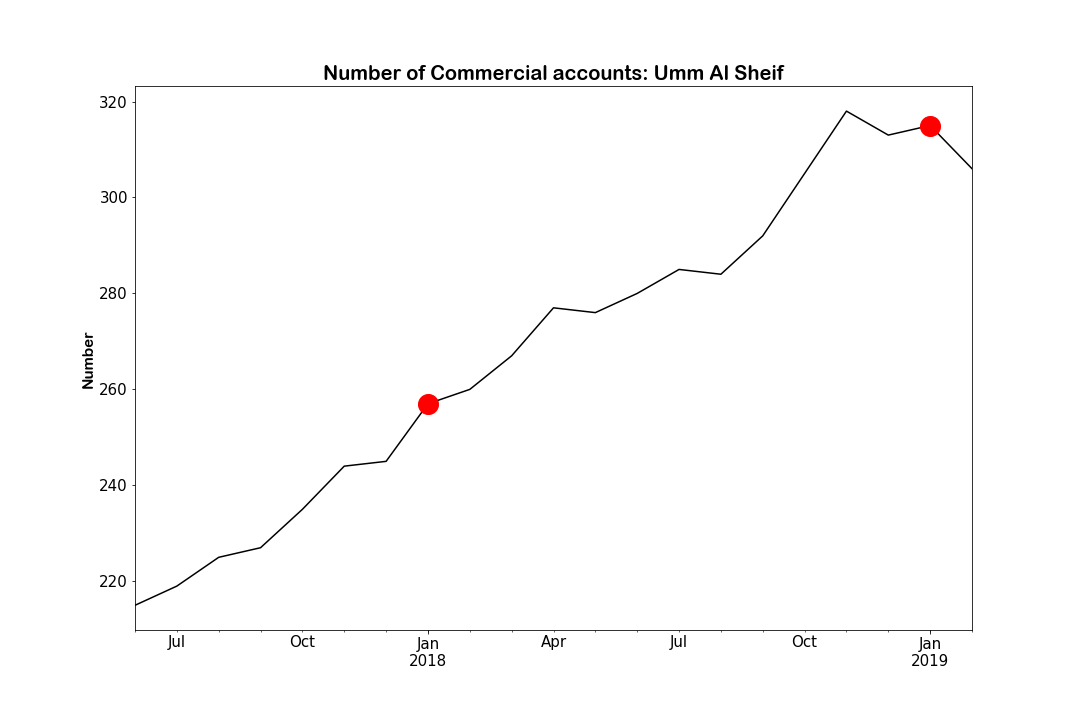 Number of Commercial accounts: Umm Al Sheif
Number
320
300
280
260
240
220
Jul
Oct
Jan
2018
Apr
Jul
Oct
Jan
2019